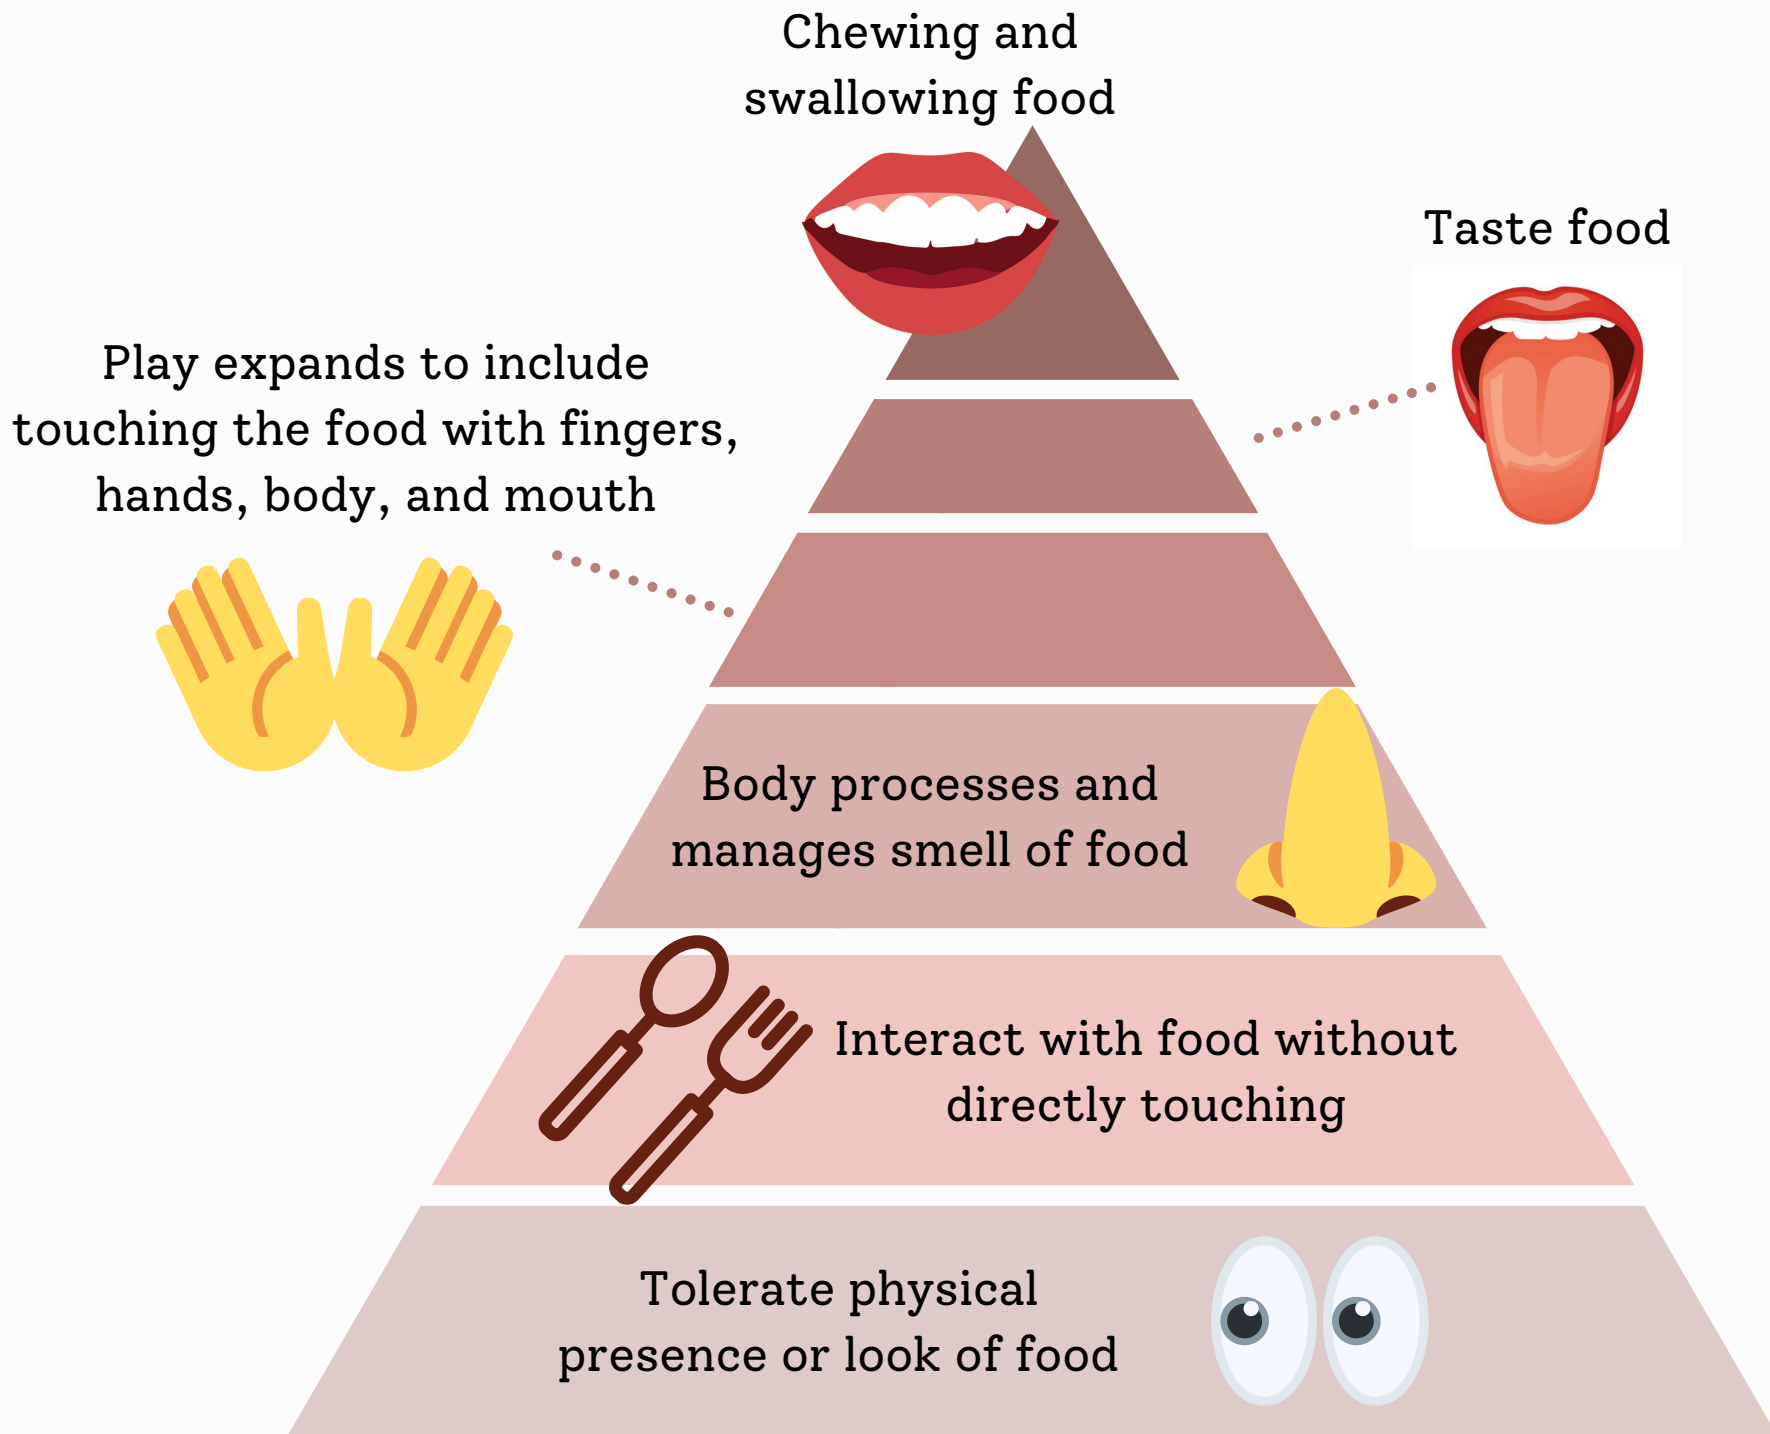 Chewing and
swallowing food
Taste food
Play expands to include
touching the food with fingers,
hands, body, and mouth
Body processes and
manages smell of food
Interact with food without
directly touching
Tolerate physical
presence or look of food